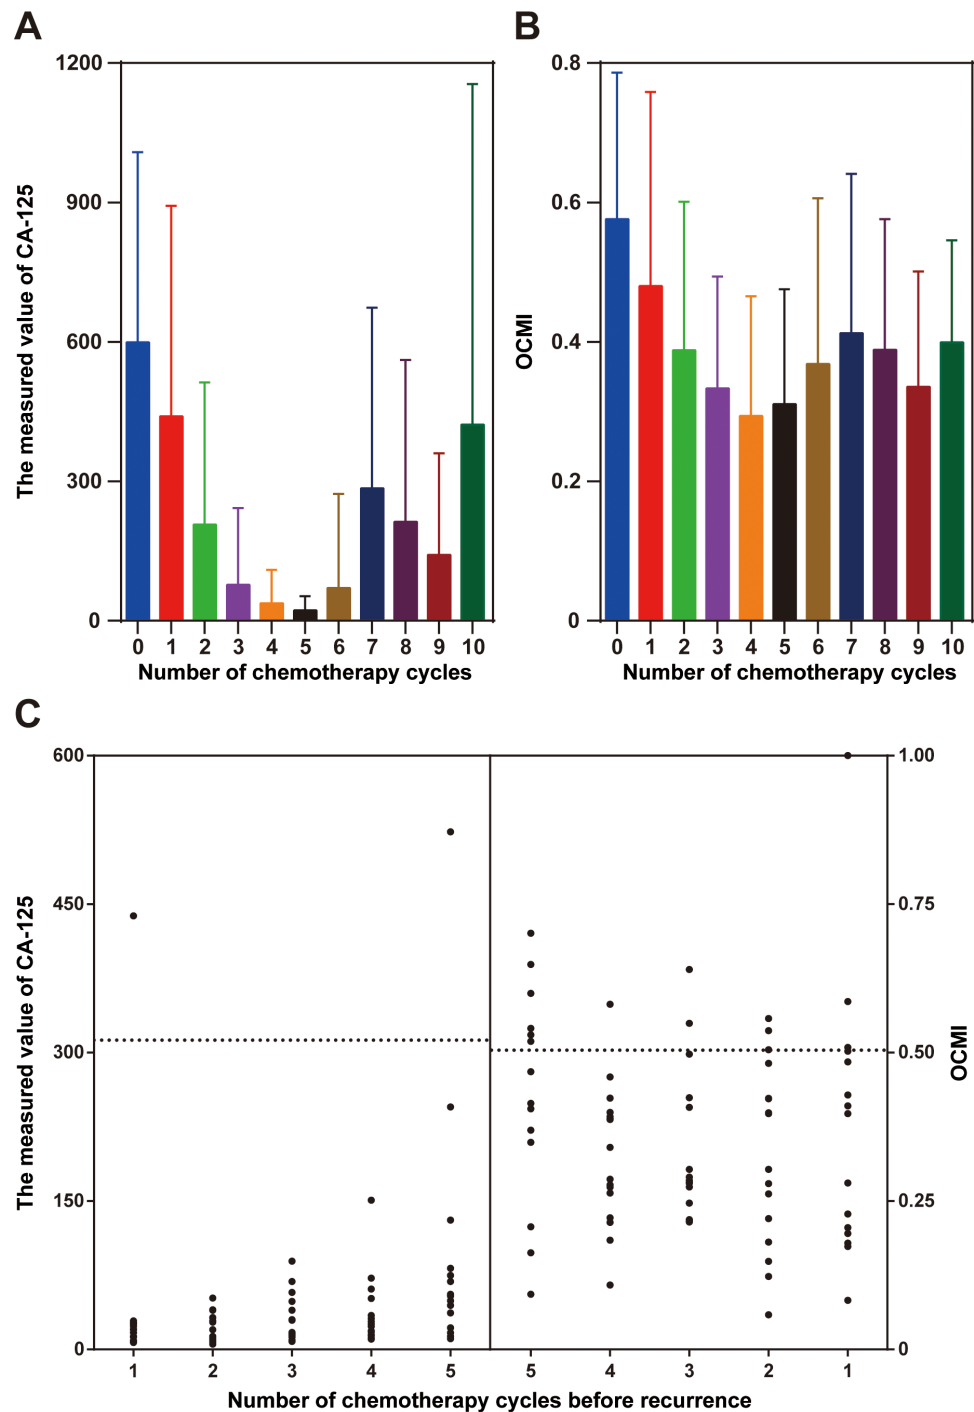 A
B
1200
900
600
300
0
The measured value of CA-125
0 1 2 3 4 5 6 7 8 9 10
Number of chemotherapy cycles
0.8
0.6
0.4
0.2
0
OCMI
0 1 2 3 4 5 6 7 8 9 10
Number of chemotherapy cycles
C
600
450
300
150
0
The measured value of CA-125
1.00
0.75
0.50
0.25
0
OCMI
1 2 3 4 5 5 4 3 2 1
Number of chemotherapy cycles before recurrence